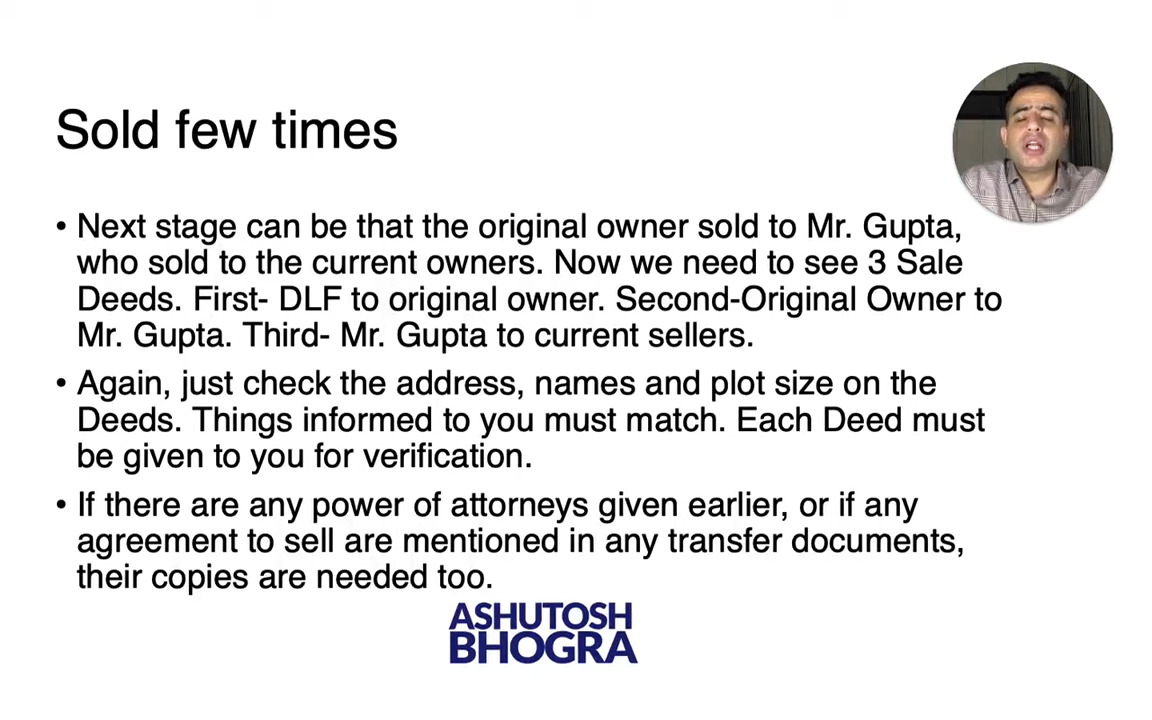 Sold few times
• Next stage can be that the original owner sold to Mr. Gupta,
who sold to the current owners. Now we need to see 3 Sale
Deeds. First- DLF to original owner. Second-Original Owner to
Mr. Gupta. Third- Mr. Gupta to current sellers.
• Again, just check the address, names and plot size on the
Deeds. Things informed to you must match. Each Deed must
be given to you for verification.
• If there are any power of attorneys given earlier, or if any
agreement to sell are mentioned in any transfer documents,
their copies are needed too.
ASHUTOSH
BHOGRA